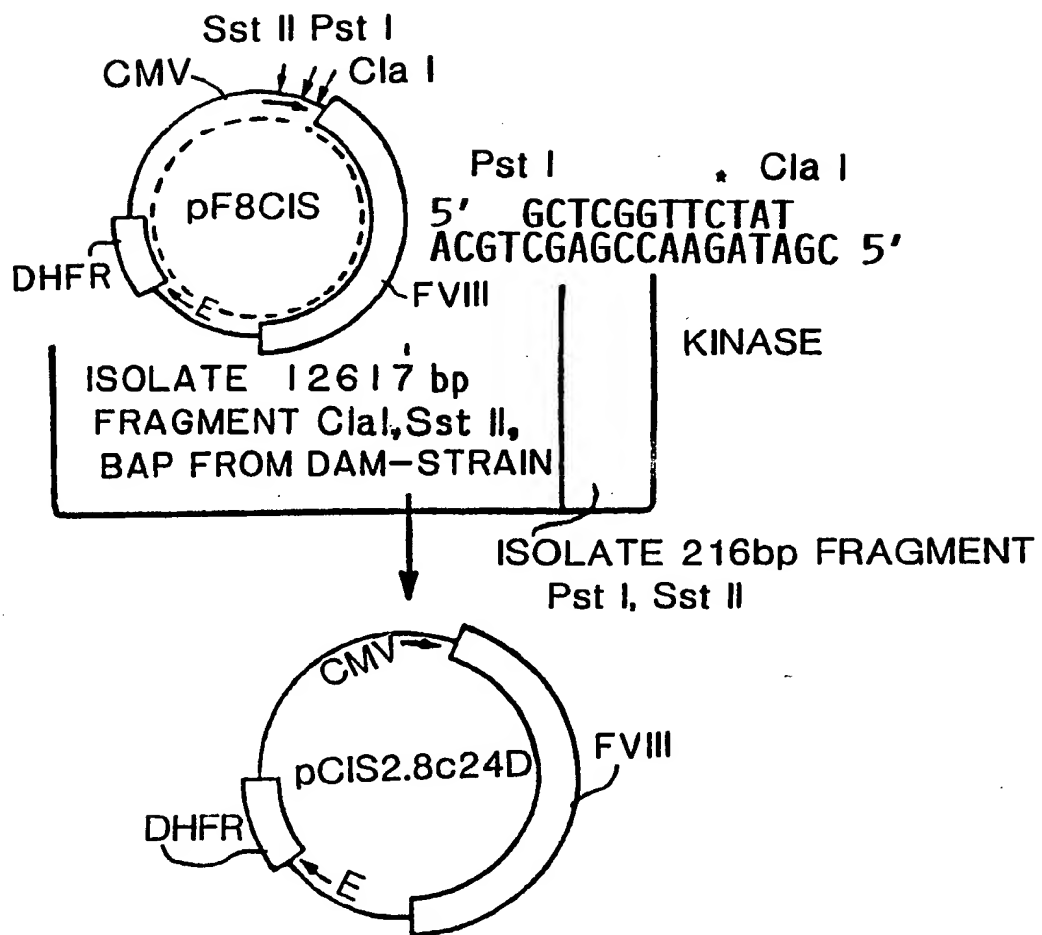 Sst II Pst I
CMV
Cla I
pF8CIS
DHFR
E
FVIII
Pst I * Cla I
5' GCTCGGTTCTAT
ACGTCGAGCCAAGATAGC 5'
KINASE
ISOLATE 12617 bp
FRAGMENT ClaI, Sst II,
BAP FROM DAM-STRAIN
ISOLATE 216bp FRAGMENT
Pst I, Sst II
CMV
pCIS2.8c24D
FVIII
DHFR
E